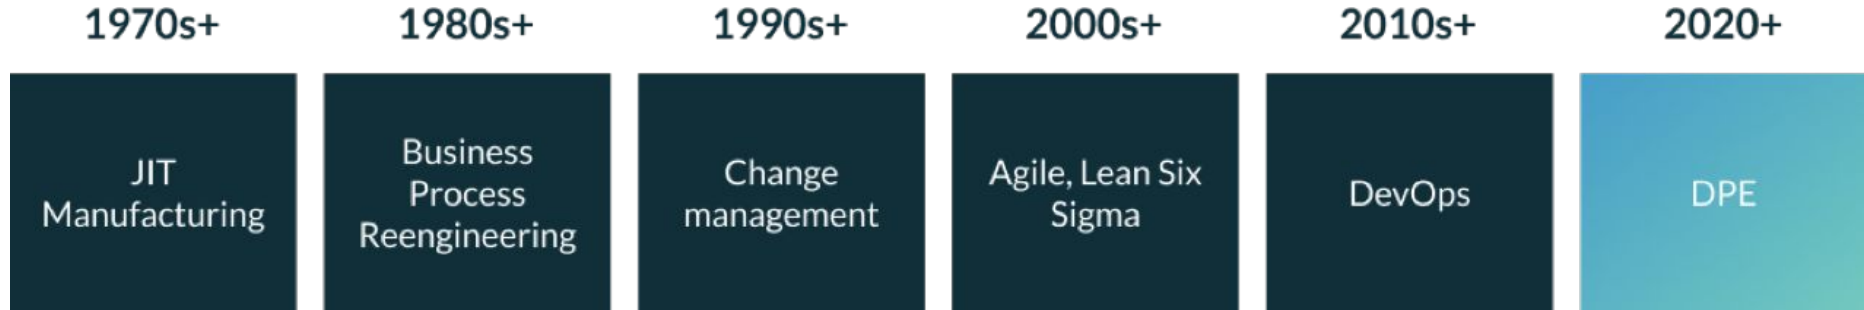 1970s+
1980s+
1990s+
2000s+
2010s+
2020+
JIT
Manufacturing
Business
Process
Reengineering
Change
management
Agile, Lean Six
Sigma
DevOps
DPE